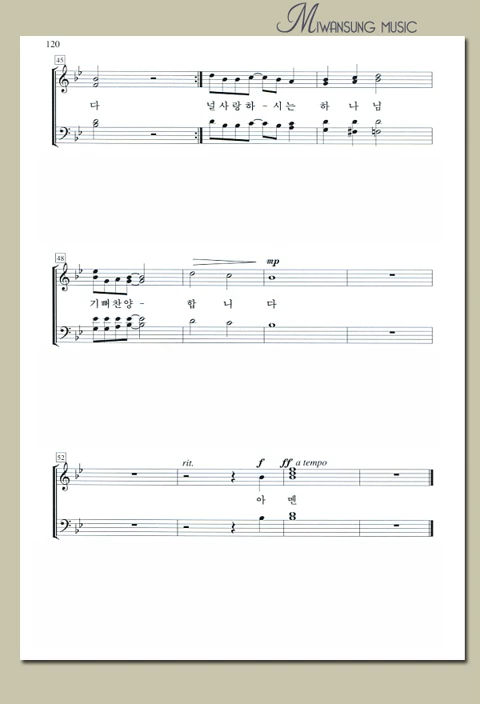 MIWANSUNG MUSIC
120
45
다 널 사랑 하 - 시 는 하 나 님
48
mp
기 뻐 찬 양 - 합 니 다
52
rit. f ff a tempo
아 멘